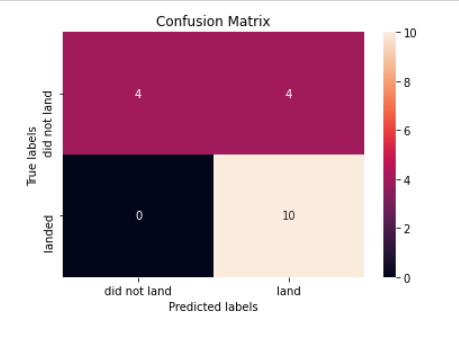 Confusion Matrix
True labels
did not land
landed
4
4
0
10
did not land
land
Predicted labels
10
8
6
4
2
0